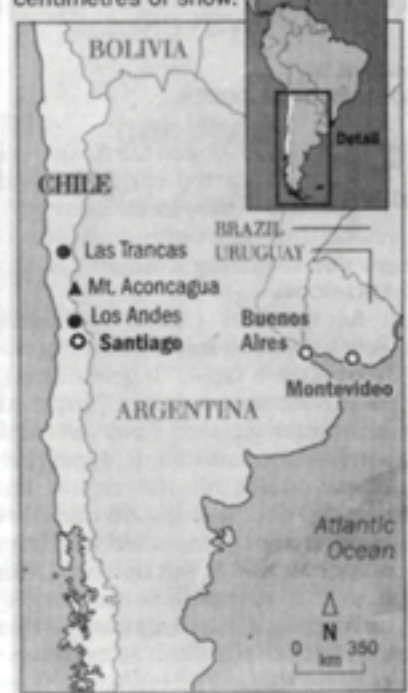 centimetres of snow.
BOLIVIA
Detail
CHILE
BRAZIL
URUGUAY
Las Trancas
Mt. Aconcagua
Los Andes
Santiago
Buenos
Aires
Montevideo
ARGENTINA
Atlantic
Ocean
N
0 350
km